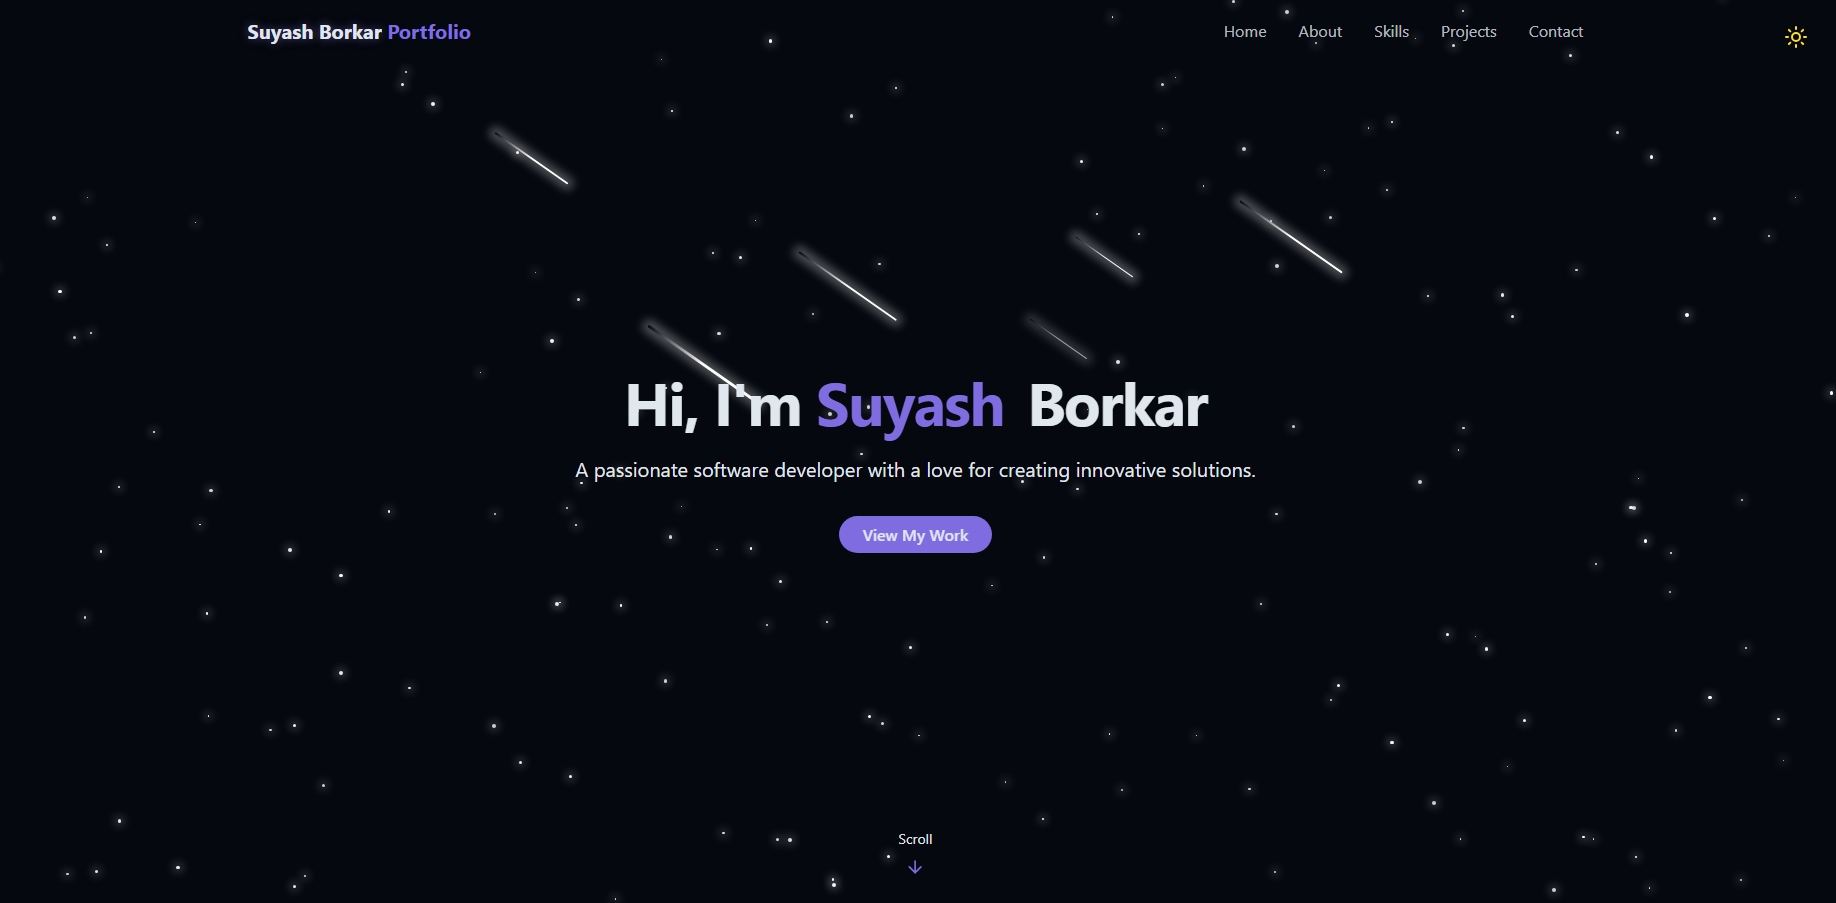 Suyash Borkar Portfolio
Home About Skills Projects Contact
Hi, I'm Suyash Borkar
A passionate software developer with a love for creating innovative solutions.
View My Work
Scroll